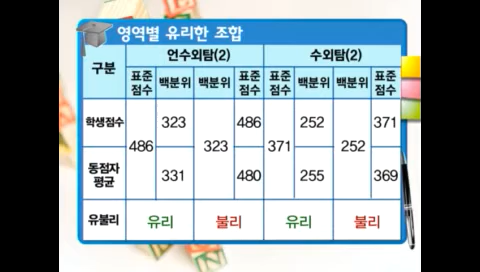 영역별 유리한 조합
구분 언수외탐(2) 수외탐(2)
표준점수 백분위 백분위 표준점수 표준점수 백분위 백분위 표준점수
학생점수 486 323 323 486 371 252 252 371
동점자평균 331 480 255 369
유불리 유리 불리 유리 불리